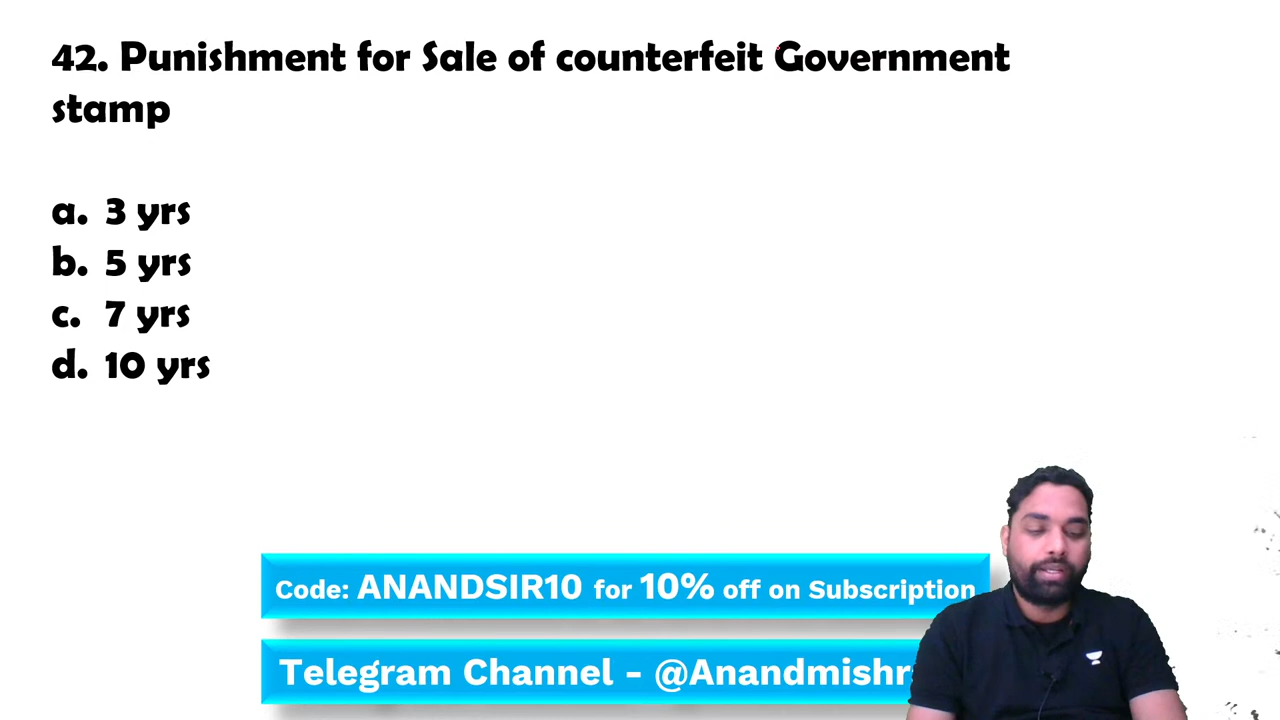 42. Punishment for Sale of counterfeit Government
stamp
a. 3 yrs
b. 5 yrs
c. 7 yrs
d. 10 yrs
Code: ANANDSIR10 for 10% off on Subscription
Telegram Channel - @Anandmishr